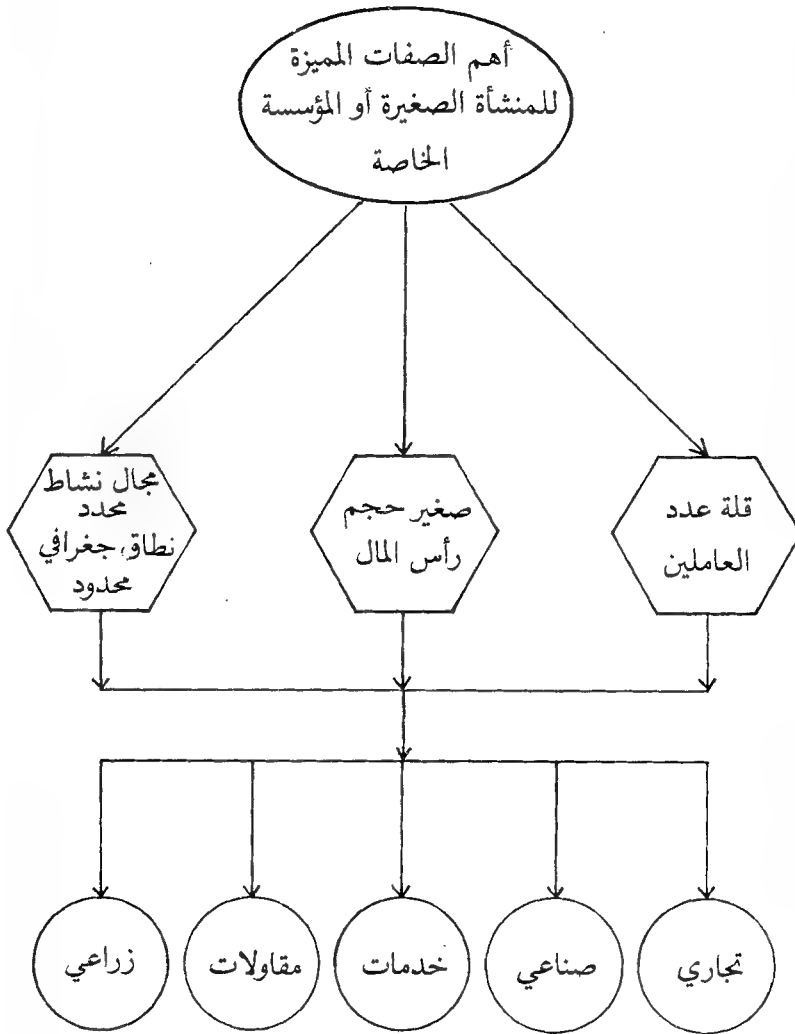 أهم الصفات المميزة
للمنشأة الصغيرة أو المؤسسة
الخاصة
قلة عدد
العاملين
صغير حجم
رأس المال
مجال نشاط
محدد
نطاق، جغرافي
محدود
تجاري
صناعي
خدمات
مقاولات
زراعي